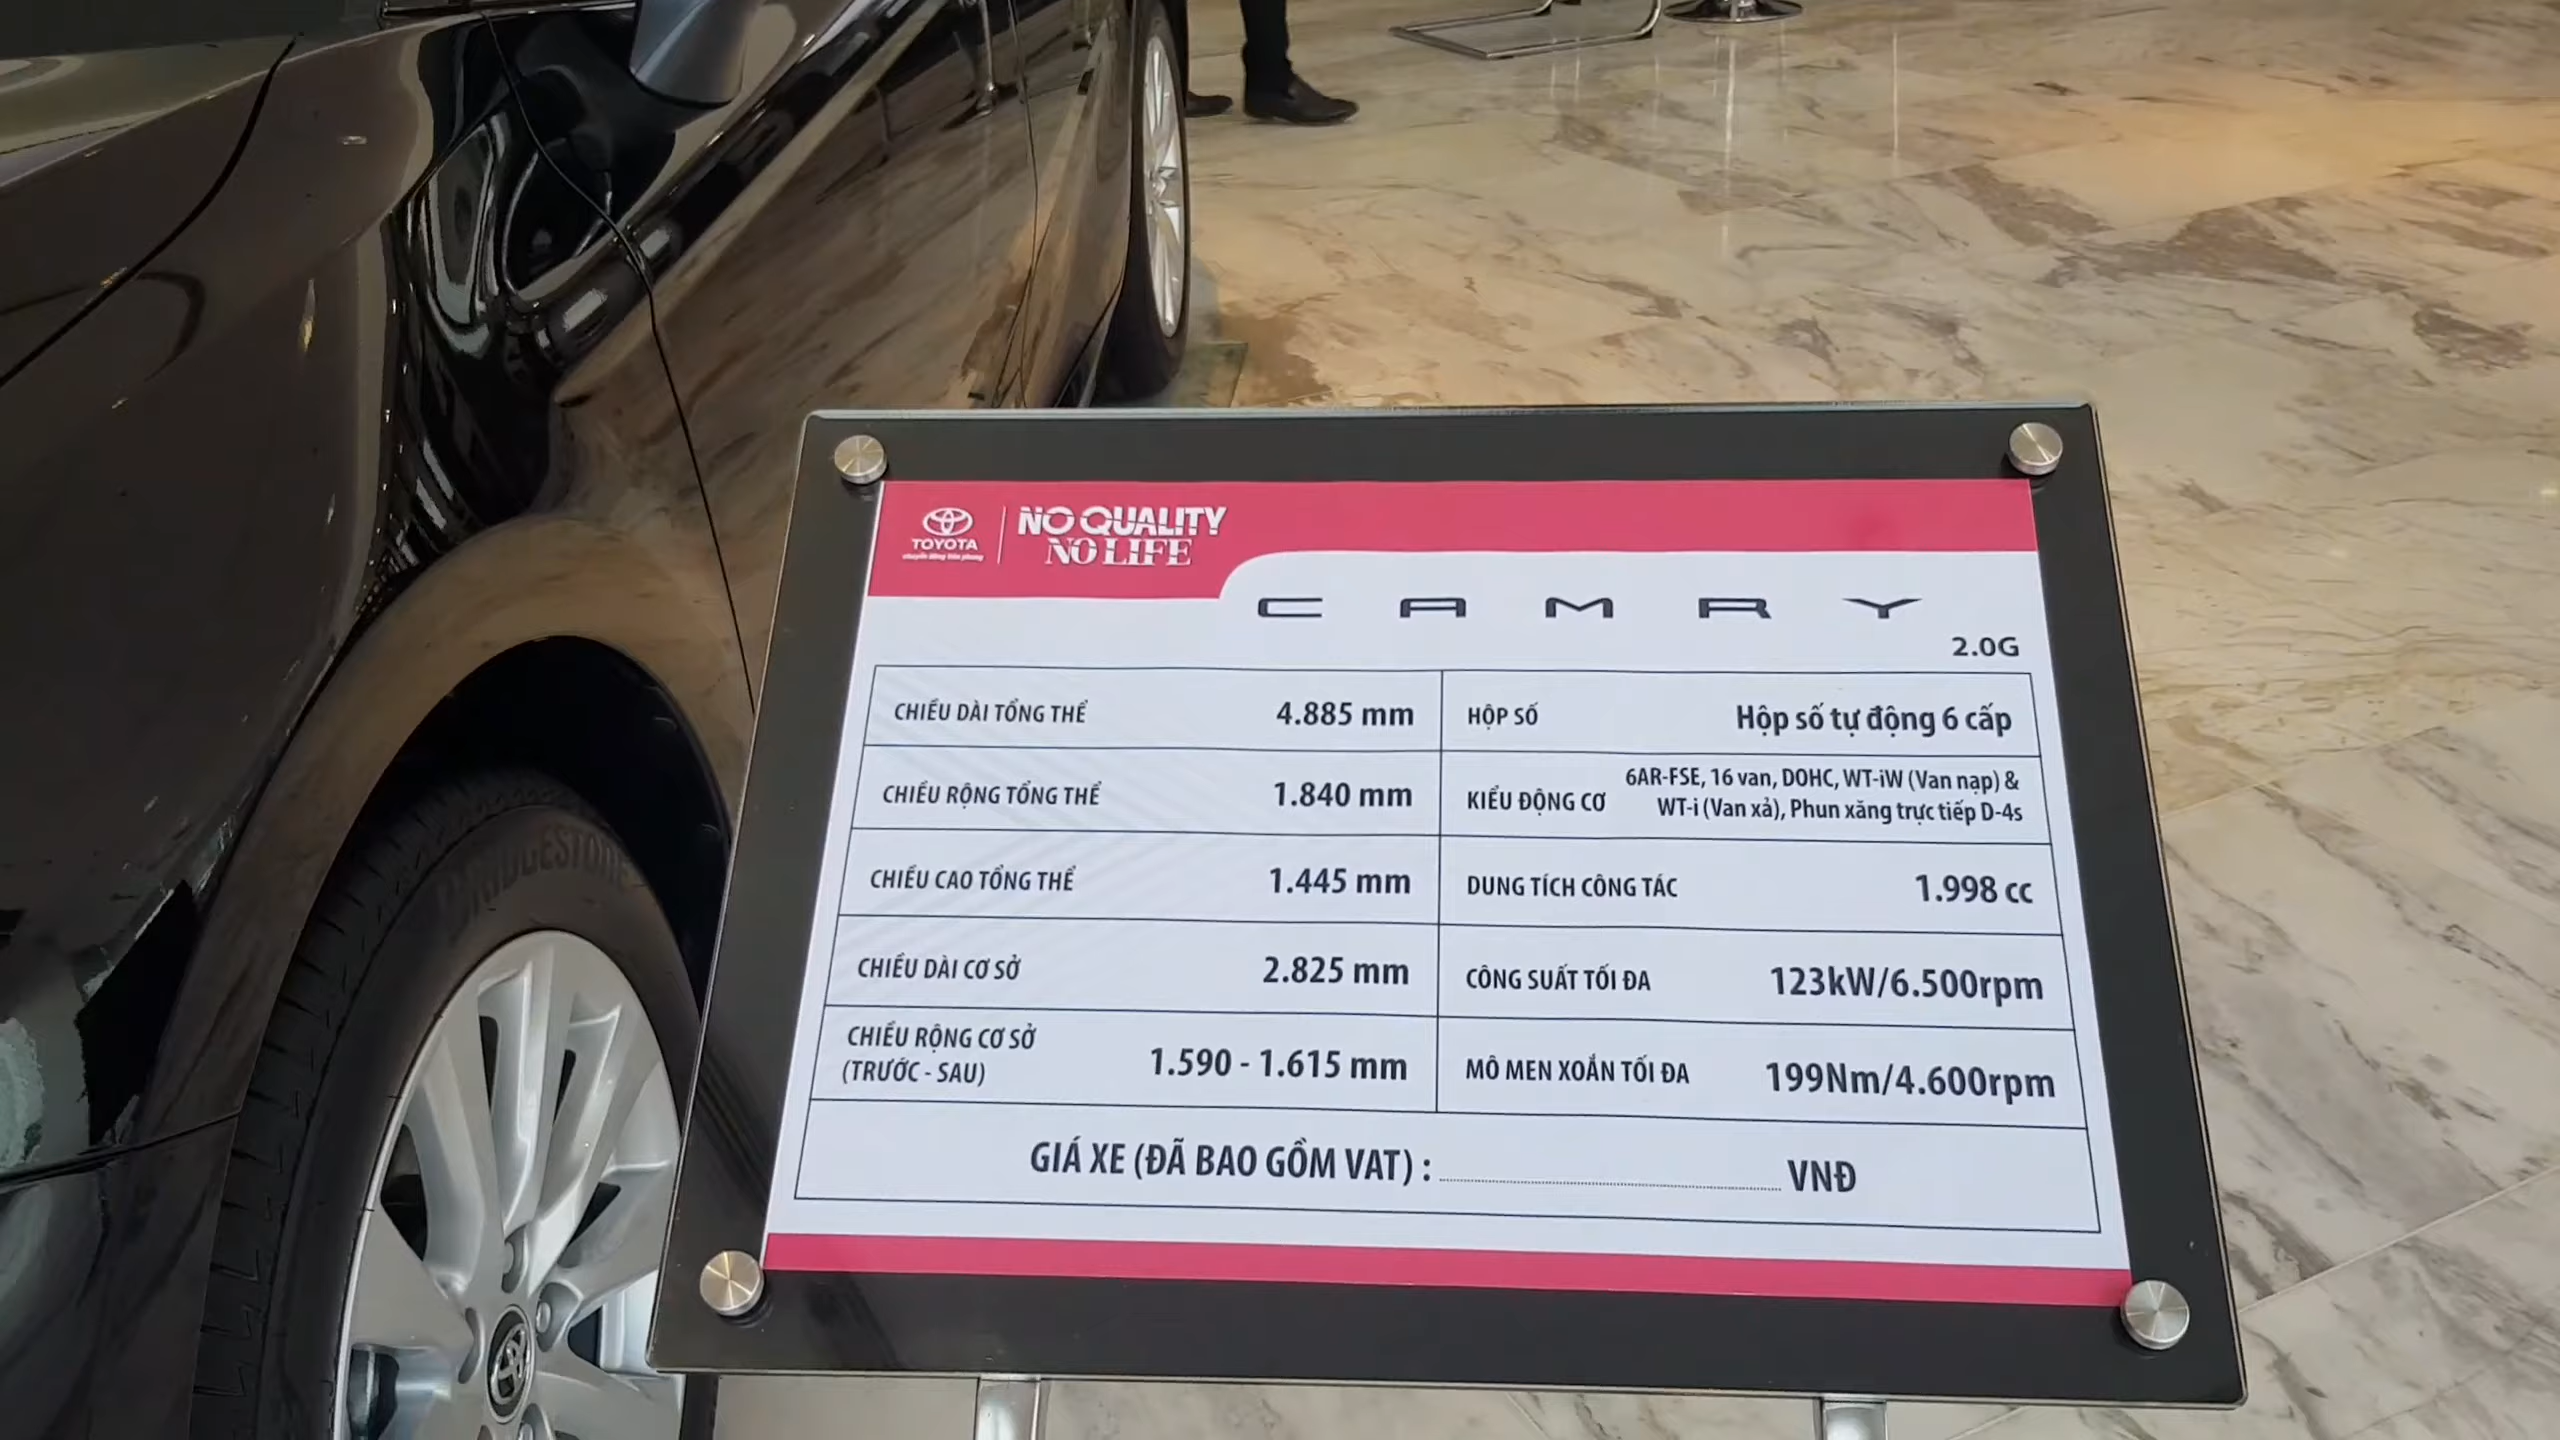 TOYOTA
chuyển động tiên phong
NO QUALITY
NO LIFE
CAMRY
2.0G
CHIỀU DÀI TỔNG THỂ 4.885 mm
HỘP SỐ Hộp số tự động 6 cấp
CHIỀU RỘNG TỔNG THỂ 1.840 mm
KIỂU ĐỘNG CƠ 6AR-FSE, 16 van, DOHC, WT-iW (Van nạp) &
WT-i (Van xả), Phun xăng trực tiếp D-4s
CHIỀU CAO TỔNG THỂ 1.445 mm
DUNG TÍCH CÔNG TÁC 1.998 cc
CHIỀU DÀI CƠ SỞ 2.825 mm
CÔNG SUẤT TỐI ĐA 123kW/6.500rpm
CHIỀU RỘNG CƠ SỞ
(TRƯỚC - SAU) 1.590 - 1.615 mm
MÔ MEN XOẮN TỐI ĐA 199Nm/4.600rpm
GIÁ XE (ĐÃ BAO GỒM VAT) : VNĐ
BRIDGESTONE